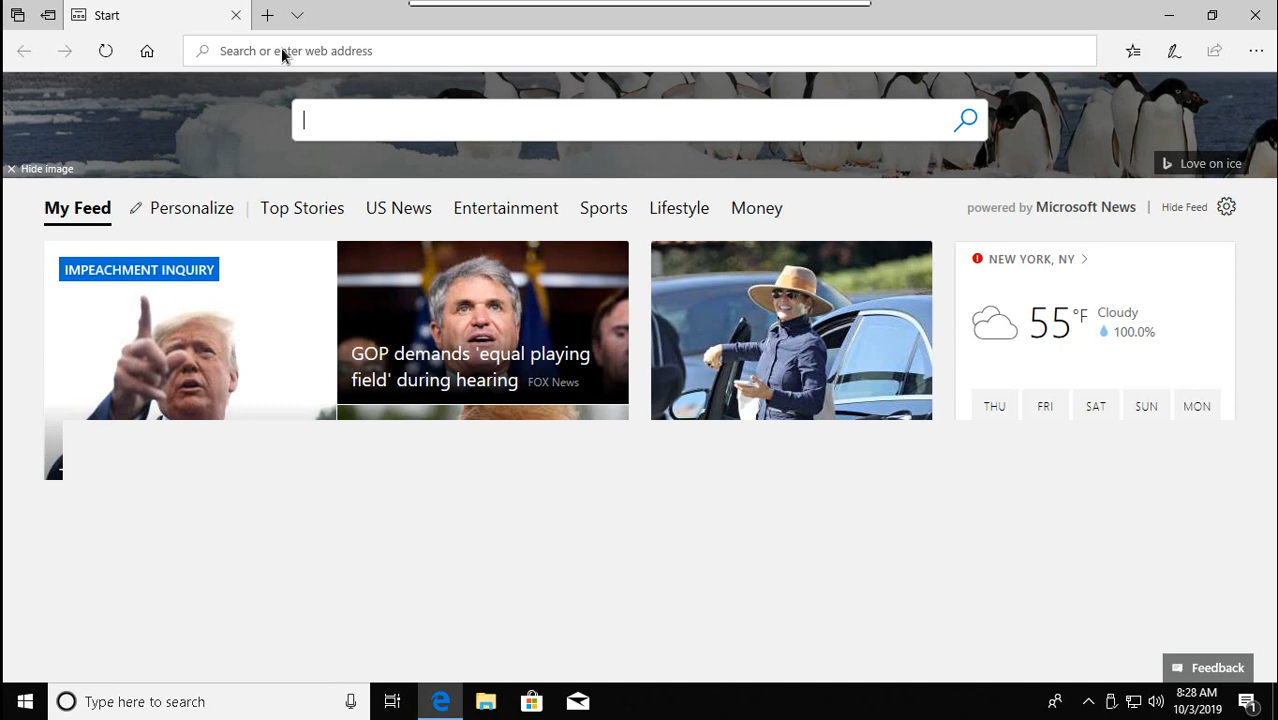 Start
Search or enter web address
Hide image
Love on ice
My Feed
Personalize
Top Stories
US News
Entertainment
Sports
Lifestyle
Money
powered by Microsoft News
Hide Feed
IMPEACHMENT INQUIRY
GOP demands 'equal playing
field' during hearing FOX News
NEW YORK, NY
55°F
Cloudy
100.0%
THU
FRI
SAT
SUN
MON
Feedback
Type here to search
8:28 AM
10/3/2019
1